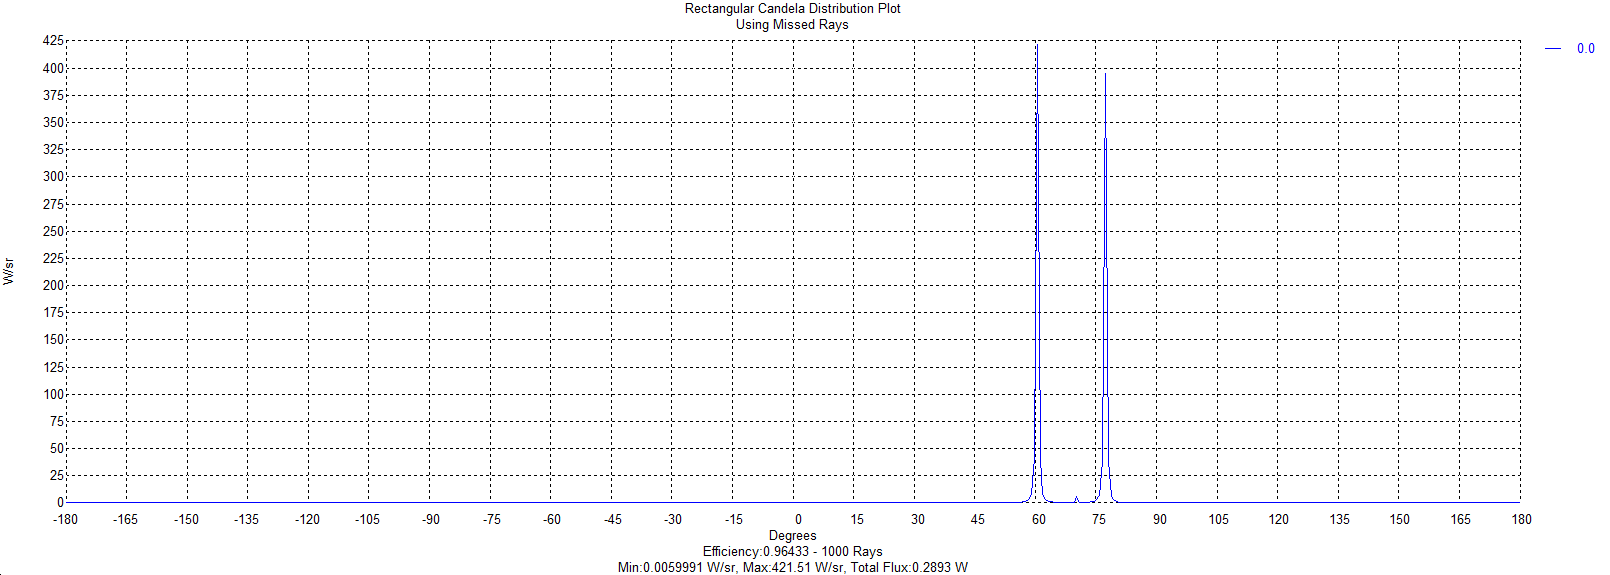 Rectangular Candela Distribution Plot
Using Missed Rays
425
400
375
350
325
300
275
250
225
200
175
150
125
100
75
50
25
0
W/sr
-180 -165 -150 -135 -120 -105 -90 -75 -60 -45 -30 -15 0 15 30 45 60 75 90 105 120 135 150 165 180
Degrees
Efficiency:0.96433 - 1000 Rays
Min:0.0059991 W/sr, Max:421.51 W/sr, Total Flux:0.2893 W
0.0